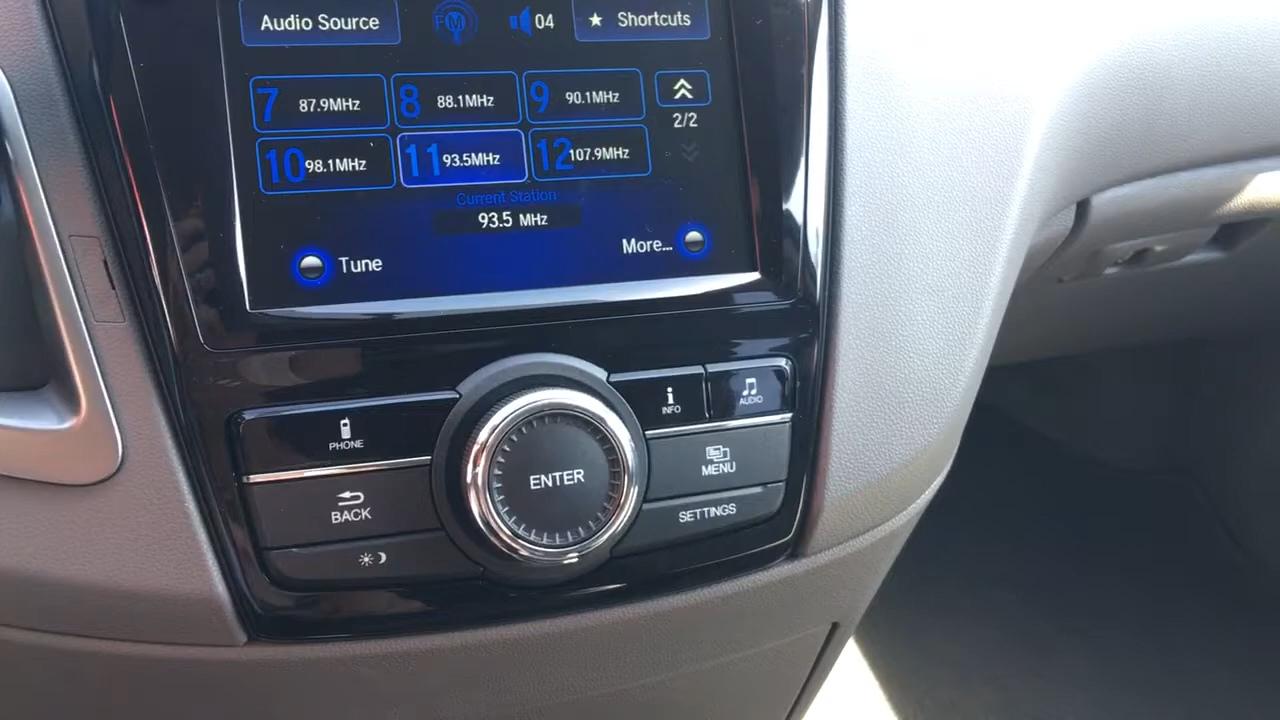 Audio Source
FM
04
★ Shortcuts
7 87.9MHz
8 88.1MHz
9 90.1MHz
2/2
10 98.1MHz
11 93.5MHz
12 107.9MHz
Current Station
93.5 MHz
Tune
More...
PHONE
BACK
ENTER
i
INFO
AUDIO
MENU
SETTINGS